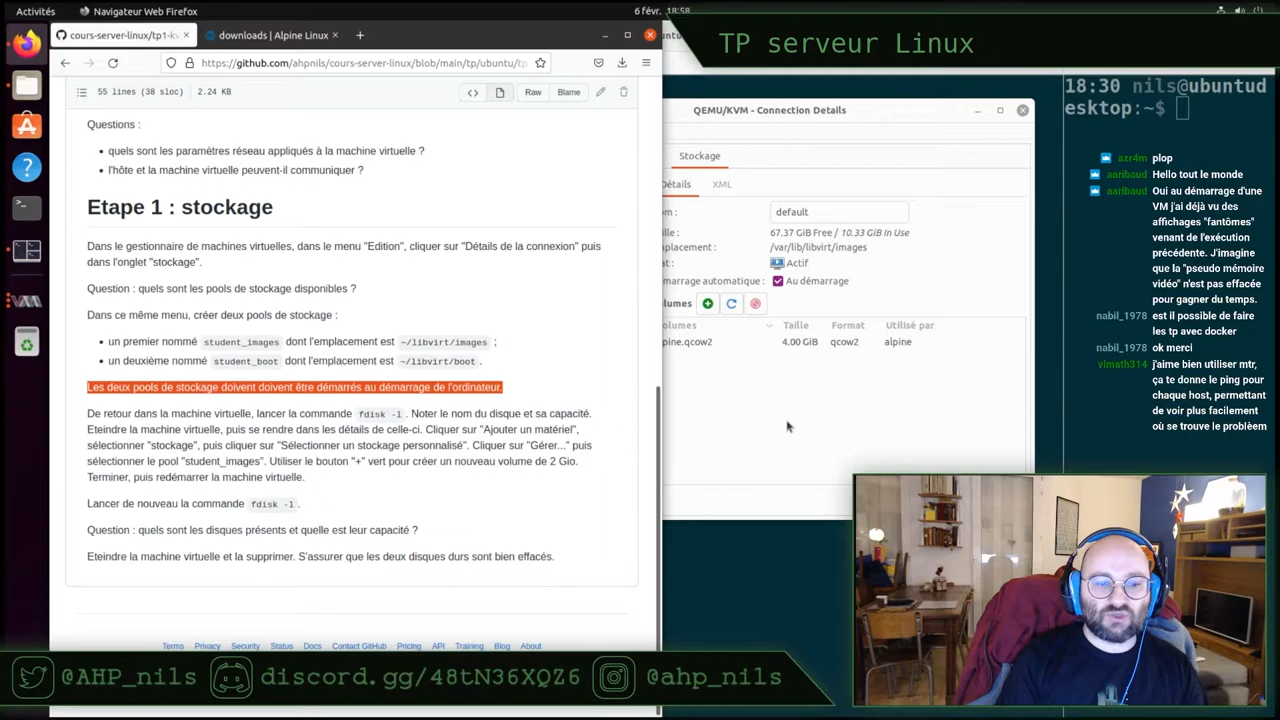 Activités
Navigateur Web Firefox
6 févr. 18:58
cours-server-linux/tp1-kv
downloads | Alpine Linux
https://github.com/ahpnils/cours-server-linux/blob/main/tp/ubuntu/tp
55 lines (38 sloc) 2.24 KB
Raw
Blame
Questions :
quels sont les paramètres réseau appliqués à la machine virtuelle ?
l'hôte et la machine virtuelle peuvent-il communiquer ?
Etape 1 : stockage
Dans le gestionnaire de machines virtuelles, dans le menu "Edition", cliquer sur "Détails de la connexion" puis
dans l'onglet "stockage".
Question : quels sont les pools de stockage disponibles ?
Dans ce même menu, créer deux pools de stockage :
un premier nommé student_images dont l'emplacement est ~/libvirt/images ;
un deuxième nommé student_boot dont l'emplacement est ~/libvirt/boot .
Les deux pools de stockage doivent doivent être démarrés au démarrage de l'ordinateur.
De retour dans la machine virtuelle, lancer la commande fdisk -l . Noter le nom du disque et sa capacité.
Eteindre la machine virtuelle, puis se rendre dans les détails de celle-ci. Cliquer sur "Ajouter un matériel",
sélectionner "stockage", puis cliquer sur "Sélectionner un stockage personnalisé". Cliquer sur "Gérer..." puis
sélectionner le pool "student_images". Utiliser le bouton "+" vert pour créer un nouveau volume de 2 Gio.
Terminer, puis redémarrer la machine virtuelle.
Lancer de nouveau la commande fdisk -l .
Question : quels sont les disques présents et quelle est leur capacité ?
Eteindre la machine virtuelle et la supprimer. S'assurer que les deux disques durs sont bien effacés.
Terms
Privacy
Security
Status
Docs
Contact GitHub
Pricing
API
Training
Blog
About
QEMU/KVM - Connection Details
Stockage
Détails
XML
om :
default
ille :
67.37 GiB Free / 10.33 GiB In Use
placement :
/var/lib/libvirt/images
at :
Actif
marrage automatique :
Au démarrage
lumes
olumes
Taille
Format
Utilisé par
pine.qcow2
4.00 GiB
qcow2
alpine
TP serveur Linux
18:30 nils@ubuntud
esktop:~$
azr4m plop
aaribaud Hello tout le monde
aaribaud Oui au démarrage d'une
VM j'ai déjà vu des
affichages "fantômes"
venant de l'exécution
précédente. J'imagine
que la "pseudo mémoire
vidéo" n'est pas effacée
pour gagner du temps.
nabil_1978 est il possible de faire
les tp avec docker
nabil_1978 ok merci
vlmath314 j'aime bien utiliser mtr,
ça te donne le ping pour
chaque host, permettant
de voir plus facilement
où se trouve le problèem
@AHP_nils
discord.gg/48tN36XQZ6
@ahp_nils